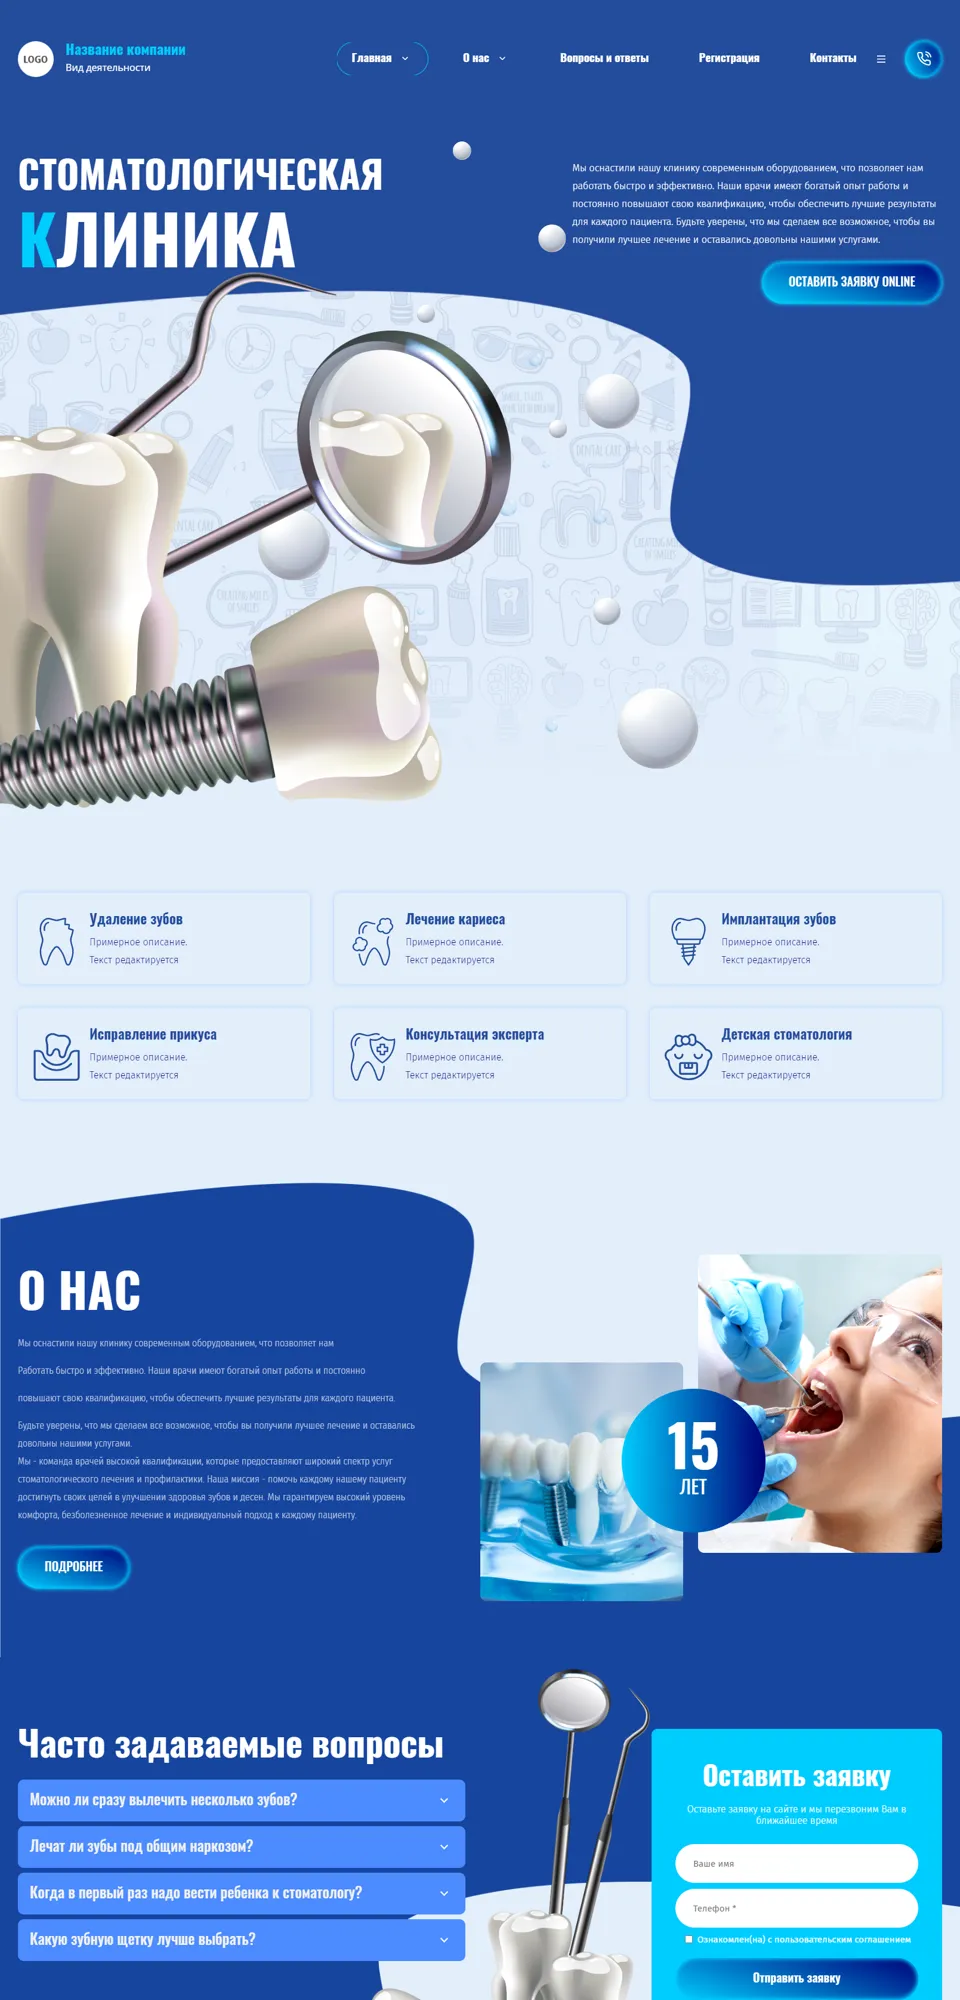 LOGO
Название компании
Вид деятельности
Главная
О нас
Вопросы и ответы
Регистрация
Контакты
СТОМАТОЛОГИЧЕСКАЯ
КЛИНИКА
Мы оснастили нашу клинику современным оборудованием, что позволяет нам
работать быстро и эффективно. Наши врачи имеют богатый опыт работы и
постоянно повышают свою квалификацию, чтобы обеспечить лучшие результаты
для каждого пациента. Будьте уверены, что мы сделаем все возможное, чтобы вы
получили лучшее лечение и оставались довольны нашими услугами.
ОСТАВИТЬ ЗАЯВКУ ONLINE
DENTAL CARE
CREATING MILES
OF SMILES
Удаление зубов
Примерное описание.
Текст редактируется
Лечение кариеса
Примерное описание.
Текст редактируется
Имплантация зубов
Примерное описание.
Текст редактируется
Исправление прикуса
Примерное описание.
Текст редактируется
Консультация эксперта
Примерное описание.
Текст редактируется
Детская стоматология
Примерное описание.
Текст редактируется
О НАС
Мы оснастили нашу клинику современным оборудованием, что позволяет нам
Работать быстро и эффективно. Наши врачи имеют богатый опыт работы и постоянно
повышают свою квалификацию, чтобы обеспечить лучшие результаты для каждого пациента.
Будьте уверены, что мы сделаем все возможное, чтобы вы получили лучшее лечение и оставались
довольны нашими услугами.
Мы - команда врачей высокой квалификации, которые предоставляют широкий спектр услуг
стоматологического лечения и профилактики. Наша миссия - помочь каждому нашему пациенту
достигнуть своих целей в улучшении здоровья зубов и десен. Мы гарантируем высокий уровень
комфорта, безболезненное лечение и индивидуальный подход к каждому пациенту.
ПОДРОБНЕЕ
15
ЛЕТ
Часто задаваемые вопросы
Можно ли сразу вылечить несколько зубов?
Лечат ли зубы под общим наркозом?
Когда в первый раз надо вести ребенка к стоматологу?
Какую зубную щетку лучше выбрать?
Оставить заявку
Оставьте заявку на сайте и мы перезвоним Вам в
ближайшее время
Ваше имя
Телефон *
Ознакомлен(на) с пользовательским соглашением
Отправить заявку